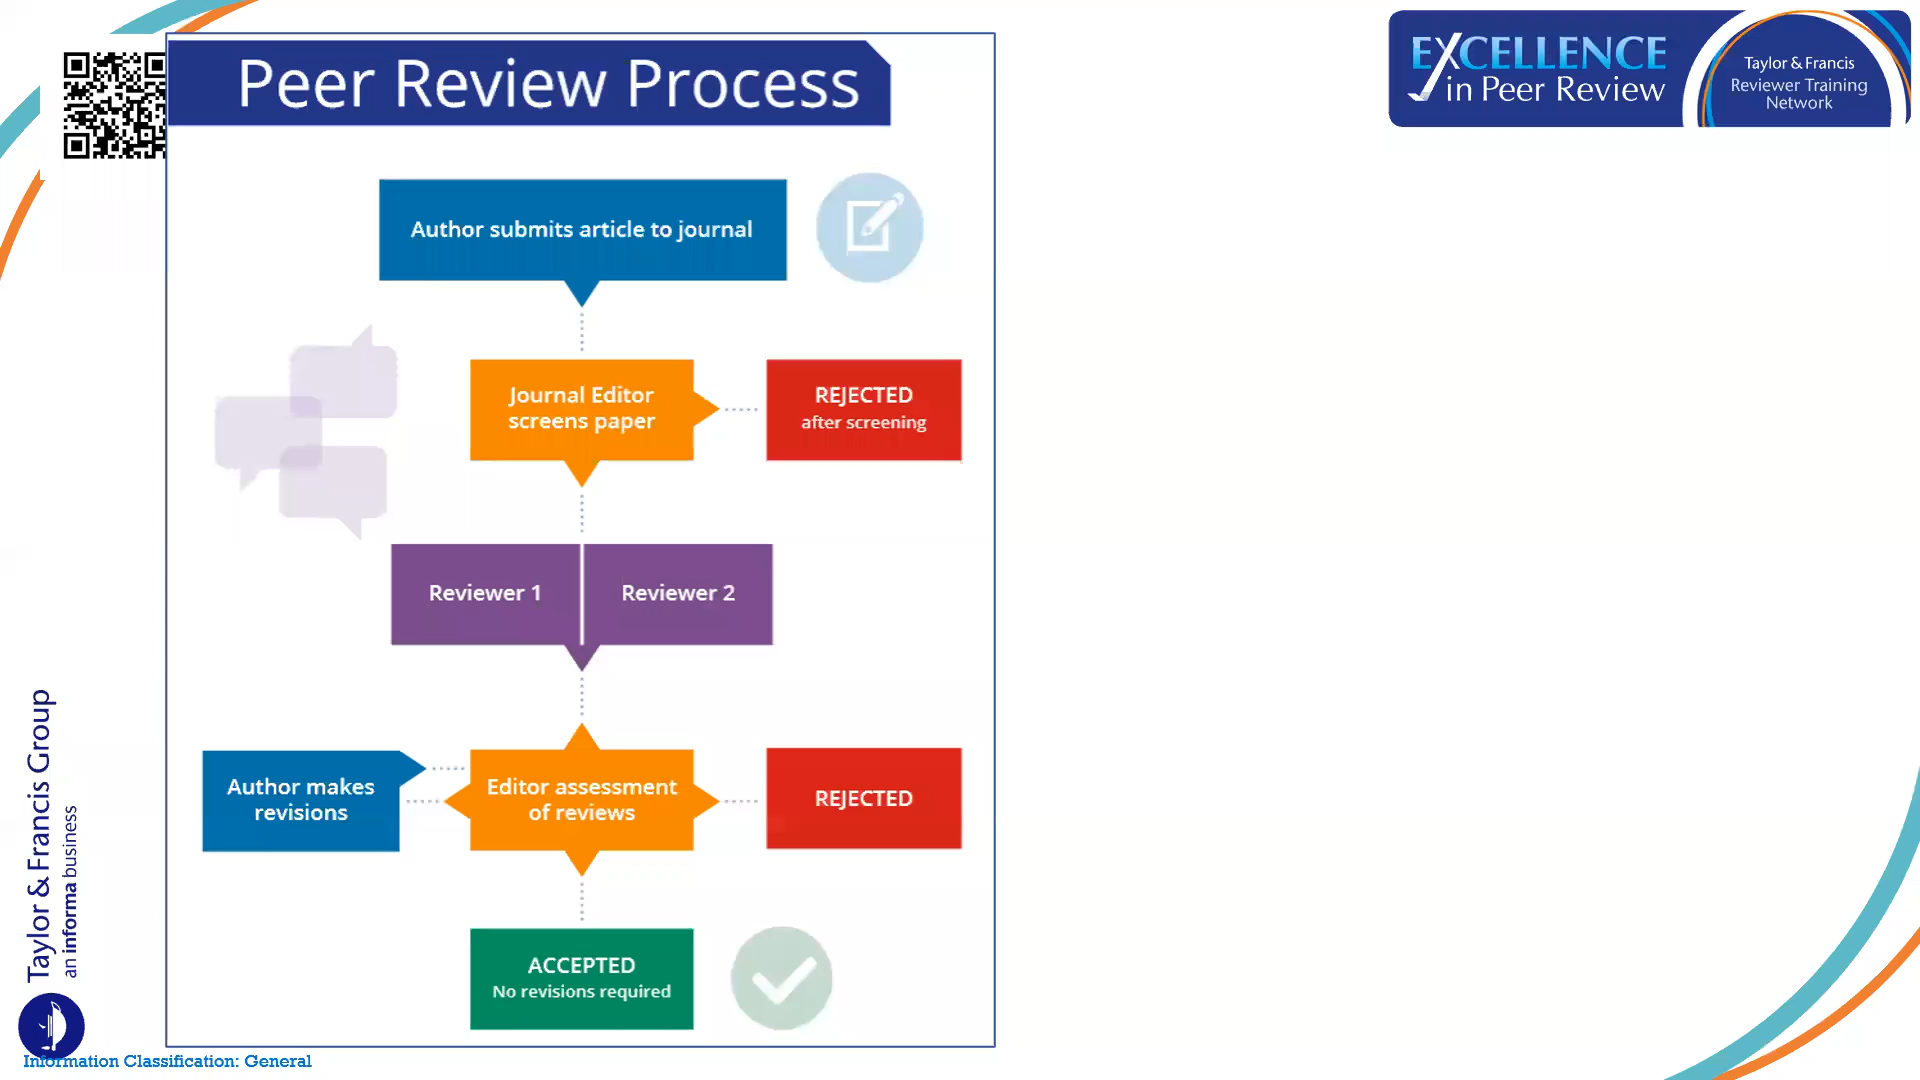 Peer Review Process
EXCELLENCE
in Peer Review
Taylor & Francis
Reviewer Training
Network
Author submits article to journal
Journal Editor
screens paper
REJECTED
after screening
Reviewer 1
Reviewer 2
Author makes
revisions
Editor assessment
of reviews
REJECTED
ACCEPTED
No revisions required
Taylor & Francis Group
an informa business
Information Classification: General